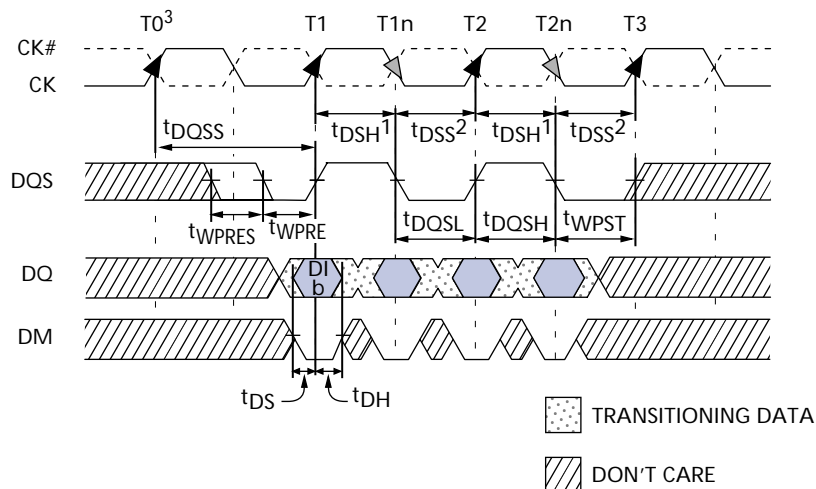 T0³ T1 T1n T2 T2n T3
CK#
CK
tDQSS tDSH¹ tDSS² tDSH¹ tDSS²
DQS
tWPRES tWPRE tDQSL tDQSH tWPST
DQ
DI
b
DM
tDS tDH
TRANSITIONING DATA
DON'T CARE